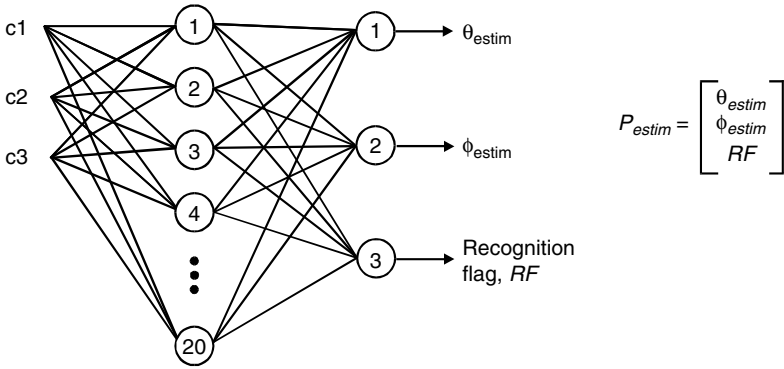 c1
c2
c3
1
2
3
4
20
1
2
3
θestim
ϕestim
Recognition
flag, RF
Pestim =
θestim
ϕestim
RF